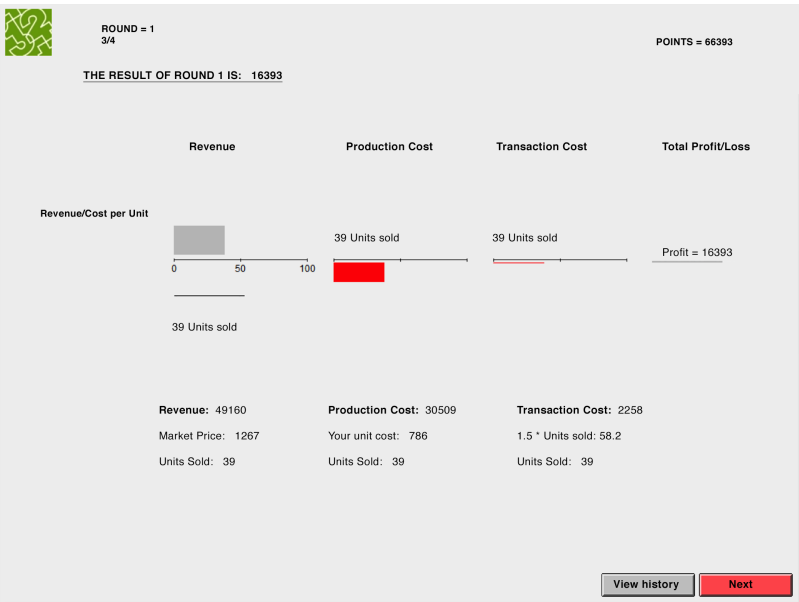 ROUND = 1
3/4
POINTS = 66393
THE RESULT OF ROUND 1 IS: 16393
Revenue Production Cost Transaction Cost Total Profit/Loss
Revenue/Cost per Unit
39 Units sold 39 Units sold
Profit = 16393
0 50 100
39 Units sold
Revenue: 49160 Production Cost: 30509 Transaction Cost: 2258
Market Price: 1267 Your unit cost: 786 1.5 * Units sold: 58.2
Units Sold: 39 Units Sold: 39 Units Sold: 39
View history Next